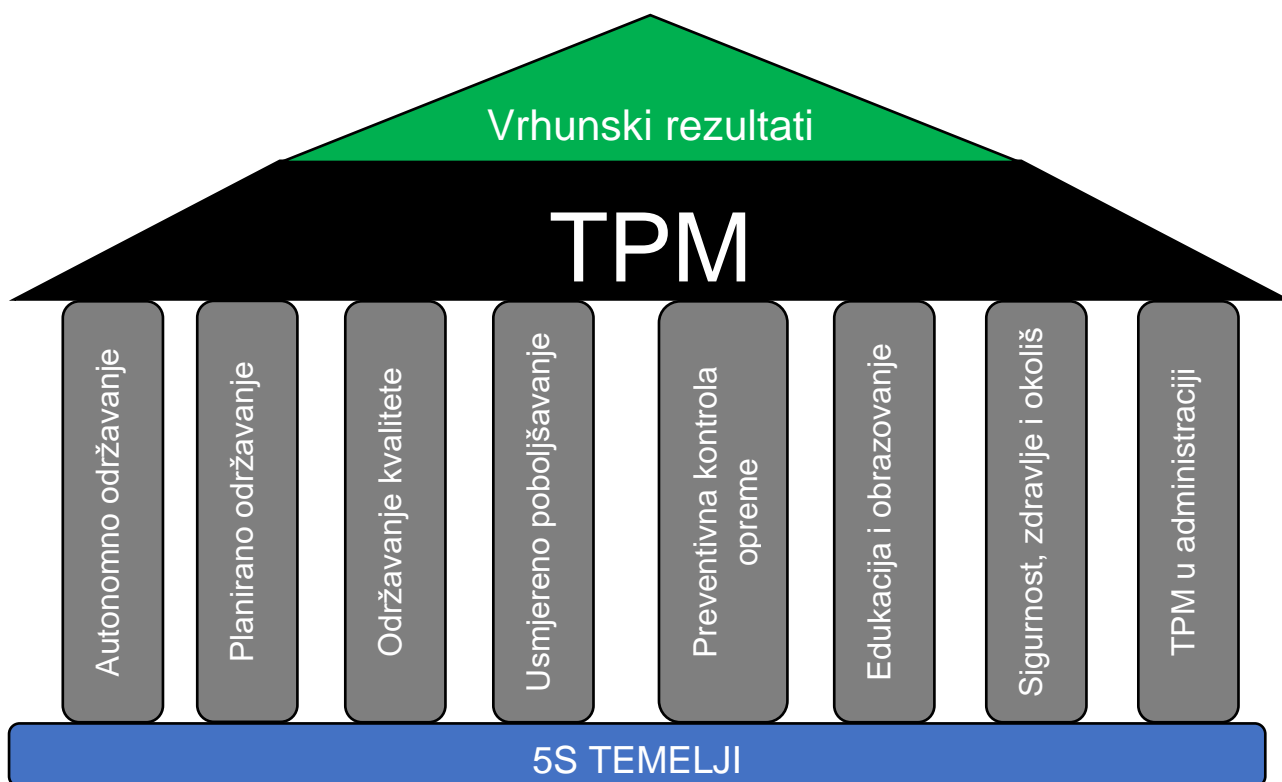 Vrhunski rezultati
TPM
Autonomno održavanje
Planirano održavanje
Održavanje kvalitete
Usmjereno poboljšavanje
Preventivna kontrola
opreme
Edukacija i obrazovanje
Sigurnost, zdravlje i okoliš
TPM u administraciji
5S TEMELJI